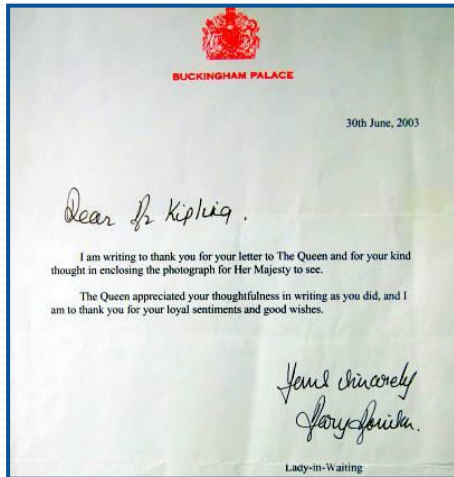 BUCKINGHAM PALACE
30th June, 2003
Dear Dr Kipling.
I am writing to thank you for your letter to The Queen and for your kind
thought in enclosing the photograph for Her Majesty to see.
The Queen appreciated your thoughtfulness in writing as you did, and I
am to thank you for your loyal sentiments and good wishes.
Yours sincerely
Lady-in-Waiting